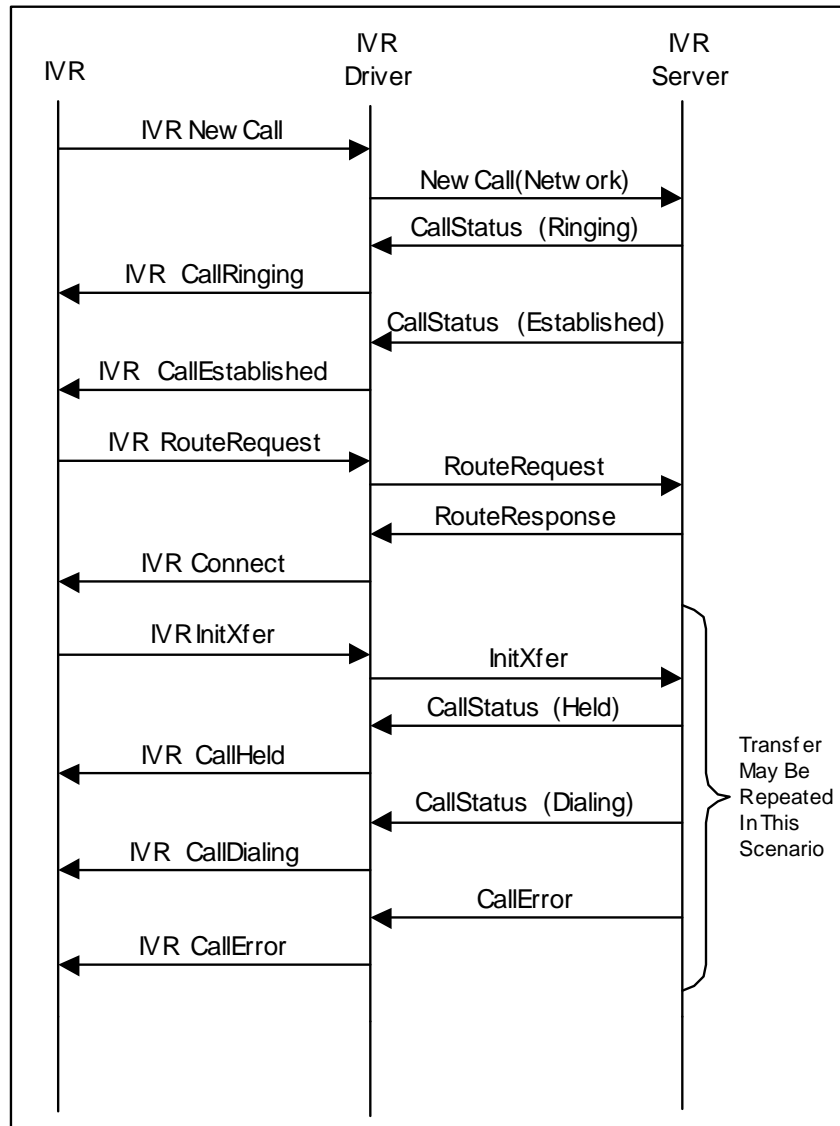 IVR
IVR
Driver
IVR
Server
IVR New Call
New Call(Network)
CallStatus (Ringing)
IVR CallRinging
CallStatus (Established)
IVR CallEstablished
IVR RouteRequest
RouteRequest
RouteResponse
IVR Connect
IVR InitXfer
InitXfer
CallStatus (Held)
IVR CallHeld
CallStatus (Dialing)
IVR CallDialing
CallError
IVR CallError
Transfer
May Be
Repeated
In This
Scenario